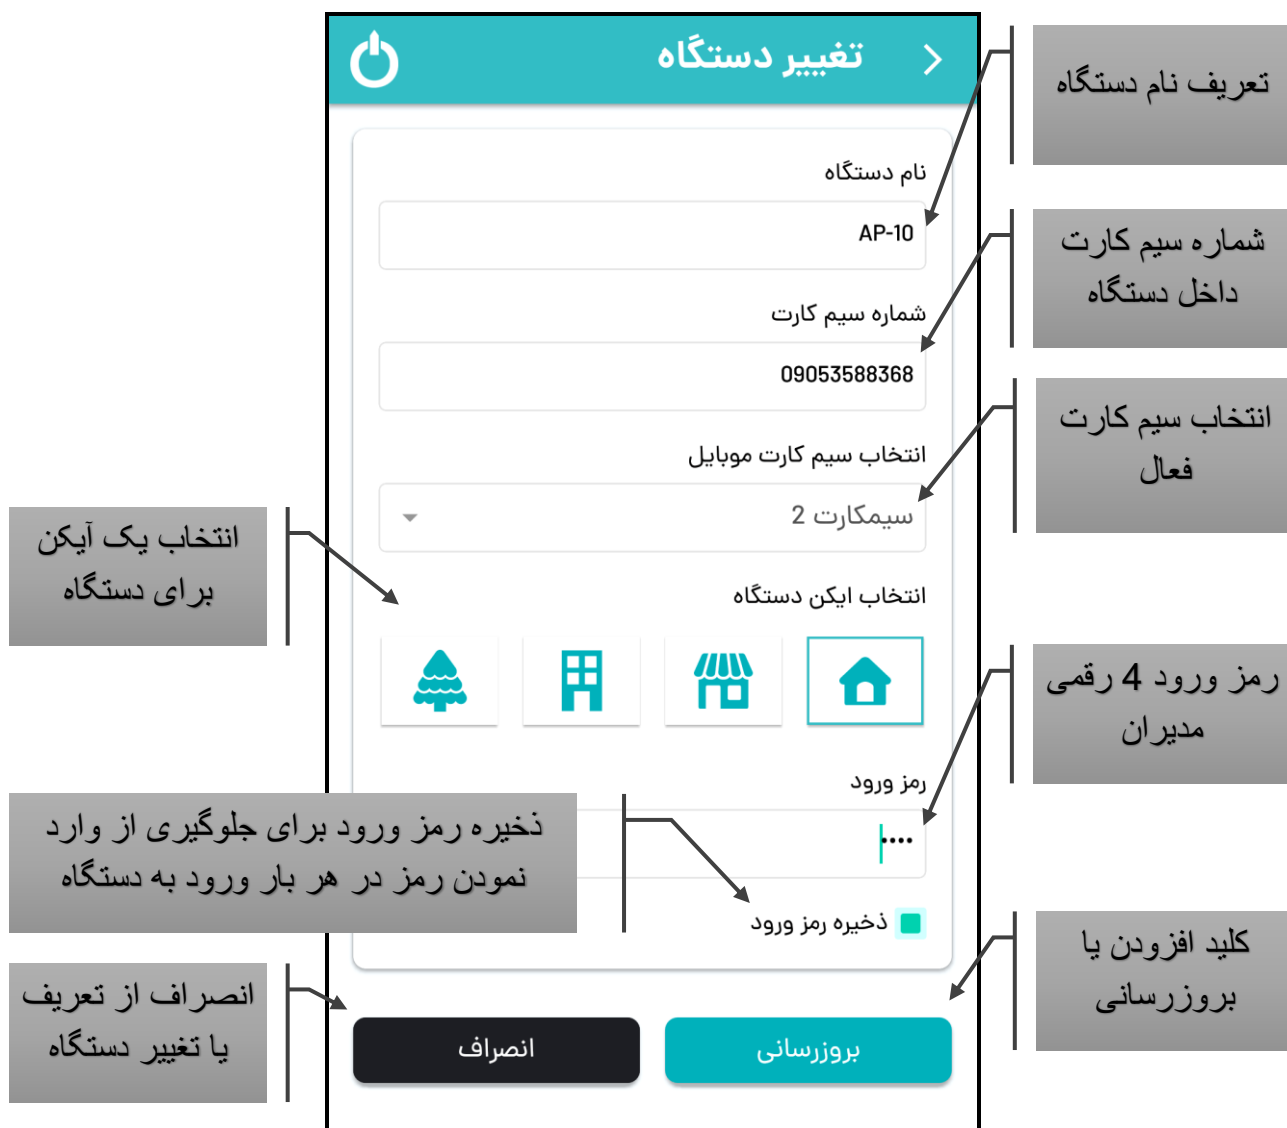 تغییر دستگاه
تعریف نام دستگاه
نام دستگاه
AP-10
شماره سیم کارت
داخل دستگاه
شماره سیم کارت
09053588368
انتخاب سیم کارت
فعال
انتخاب سیم کارت موبایل
سیمکارت 2
انتخاب یک آیکن
برای دستگاه
انتخاب ایکن دستگاه
رمز ورود 4 رقمی
مدیران
رمز ورود
••••
ذخیره رمز ورود برای جلوگیری از وارد
نمودن رمز در هر بار ورود به دستگاه
ذخیره رمز ورود
کلید افزودن یا
بروزرسانی
انصراف از تعریف
یا تغییر دستگاه
بروزرسانی
انصراف